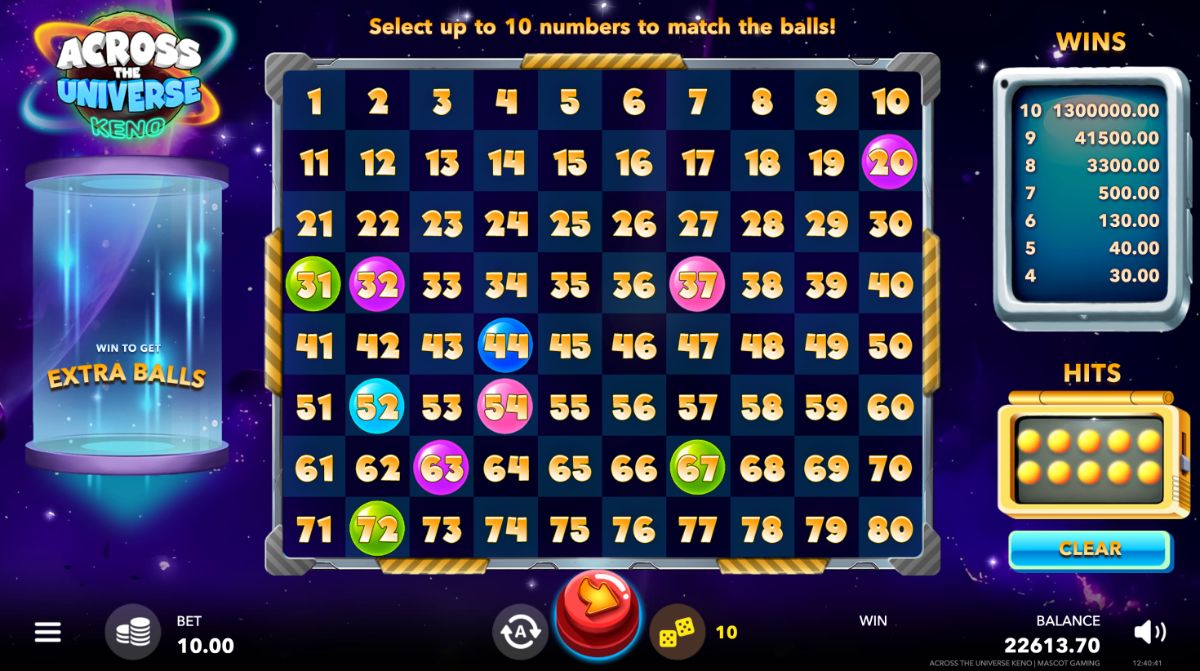 Select up to 10 numbers to match the balls!
ACROSS
THE
UNIVERSE
KENO
WINS
10 1300000.00
9 41500.00
8 3300.00
7 500.00
6 130.00
5 40.00
4 30.00
1 2 3 4 5 6 7 8 9 10
11 12 13 14 15 16 17 18 19 20
21 22 23 24 25 26 27 28 29 30
31 32 33 34 35 36 37 38 39 40
41 42 43 44 45 46 47 48 49 50
51 52 53 54 55 56 57 58 59 60
61 62 63 64 65 66 67 68 69 70
71 72 73 74 75 76 77 78 79 80
WIN TO GET
EXTRA BALLS
HITS
CLEAR
BET
10.00
A
10
WIN
BALANCE
22613.70
ACROSS THE UNIVERSE KENO | MASCOT GAMING 12:40:41